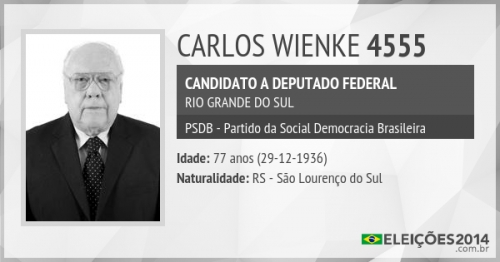 CARLOS WIENKE 4555
CANDIDATO A DEPUTADO FEDERAL
RIO GRANDE DO SUL
PSDB - Partido da Social Democracia Brasileira
Idade: 77 anos (29-12-1936)
Naturalidade: RS - São Lourenço do Sul
ELEIÇÕES2014
.com.br